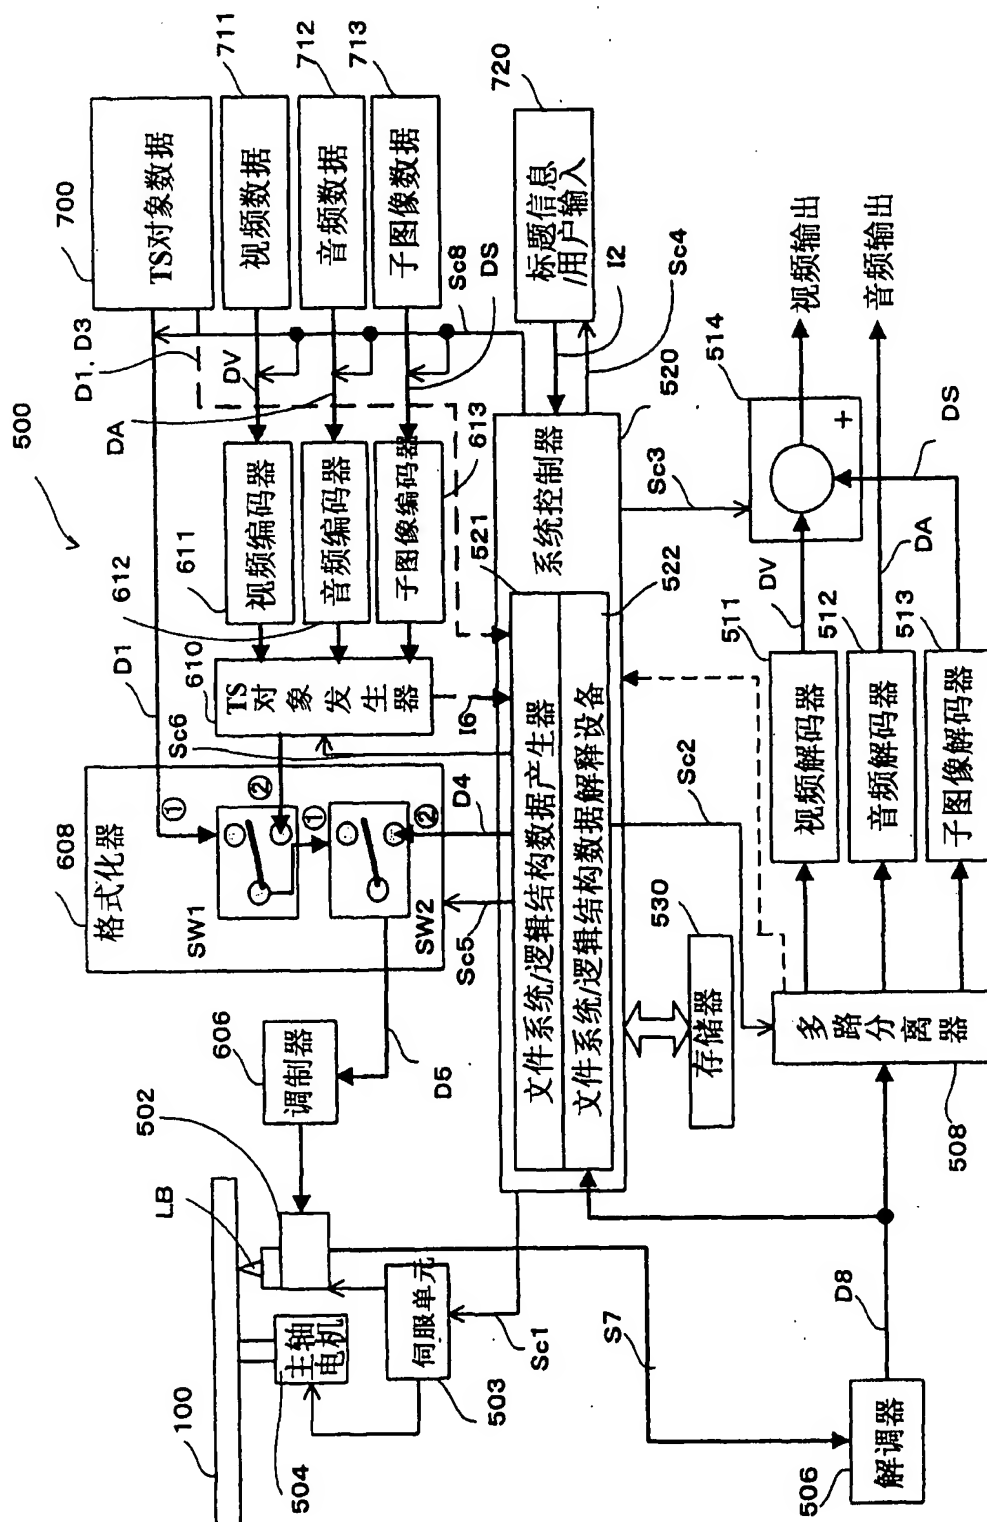 500
700
TS对象数据
711
视频数据
712
音频数据
713
子图像数据
D1, D3
DV
DA
Sc8
DS
720
标题信息
/用户输入
I2
Sc4
D1
612
611
视频编码器
音频编码器
子图像编码器
613
610
TS
对
象
发
生
器
I6
Sc6
608
格式化器
①
②
SW1
①
②
SW2
D4
Sc5
D5
606
调制器
502
LB
100
504
主轴
电机
伺服单元
503
Sc1
S7
520
系统控制器
521
文件系统/逻辑结构数据产生器
522
文件系统/逻辑结构数据解释设备
Sc3
Sc2
530
存储器
514
+
视频输出
音频输出
DS
DV
DA
511
视频解码器
512
音频解码器
513
子图像解码器
多
路
分
离
器
508
D8
506
解调器